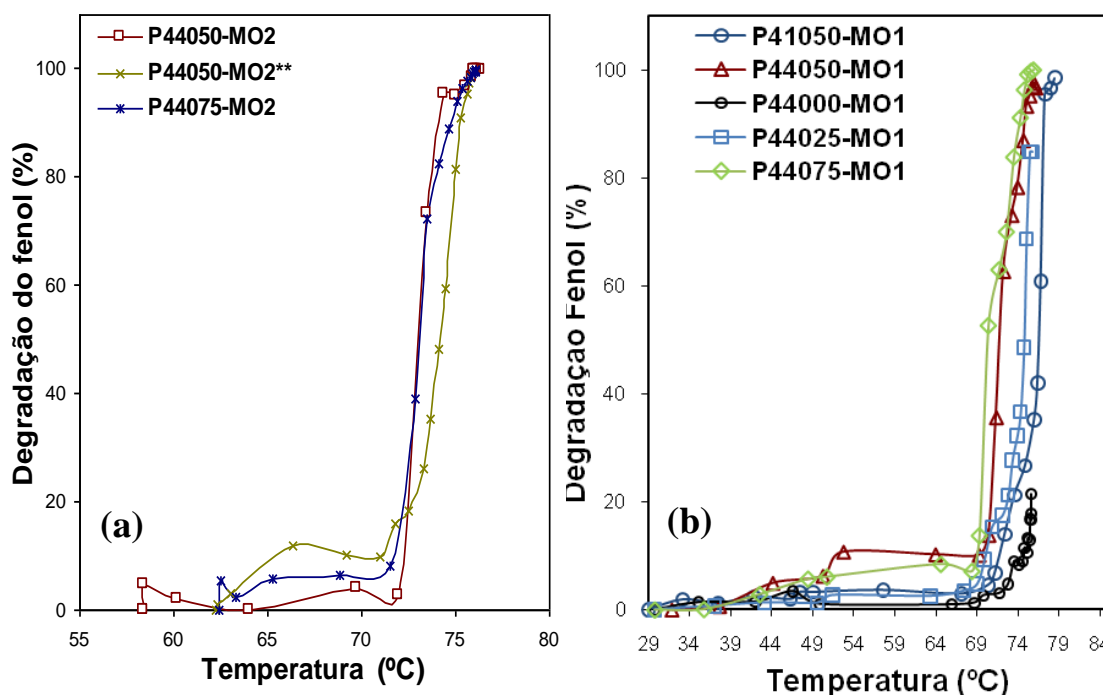 P44050-MO2
P44050-MO2**
P44075-MO2
Degradação do fenol (%)
100
80
60
40
20
0
(a)
55
60
65
70
75
80
Temperatura (ºC)
P41050-MO1
P44050-MO1
P44000-MO1
P44025-MO1
P44075-MO1
Degradaçao Fenol (%)
100
80
60
40
20
0
(b)
29
34
39
44
49
54
59
64
69
74
79
Temperatura (ºC)